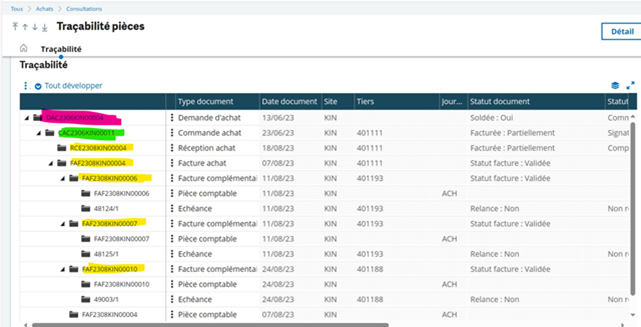 Tous > Achats > Consultations
Traçabilité pièces
Détail
Traçabilité
Traçabilité
Tout développer
Type document Date document Site Tiers Jour... Statut document Statut
DAC2306KIN00004 Demande d'achat 13/06/23 KIN Soldée : Oui Comm
CAC2306KIN00011 Commande achat 13/06/23 KIN 401111 Facturée : Partiellement Signat
RCE2308KIN00004 Réception achat 18/08/23 KIN 401111 Facturée : Partiellement Comp
FAF2308KIN00004 Facture achat 07/08/23 KIN 401111 Statut facture : Validée
FAF2308KIN00006 Facture complémentai 11/08/23 KIN 401193 Statut facture : Validée
FAF2308KIN00006 Pièce comptable 11/08/23 KIN ACH
48124/1 Echéance 11/08/23 KIN 401193 Relance : Non Non re
FAF2308KIN00007 Facture complémentai 11/08/23 KIN 401193 Statut facture : Validée
FAF2308KIN00007 Pièce comptable 11/08/23 KIN ACH
48125/1 Echéance 11/08/23 KIN 401193 Relance : Non Non re
FAF2308KIN00010 Facture complémentai 24/08/23 KIN 401188 Statut facture : Validée
FAF2308KIN00010 Pièce comptable 24/08/23 KIN ACH
49003/1 Echéance 24/08/23 KIN 401188 Relance : Non Non re
FAF2308KIN00004 Pièce comptable 07/08/23 KIN ACH